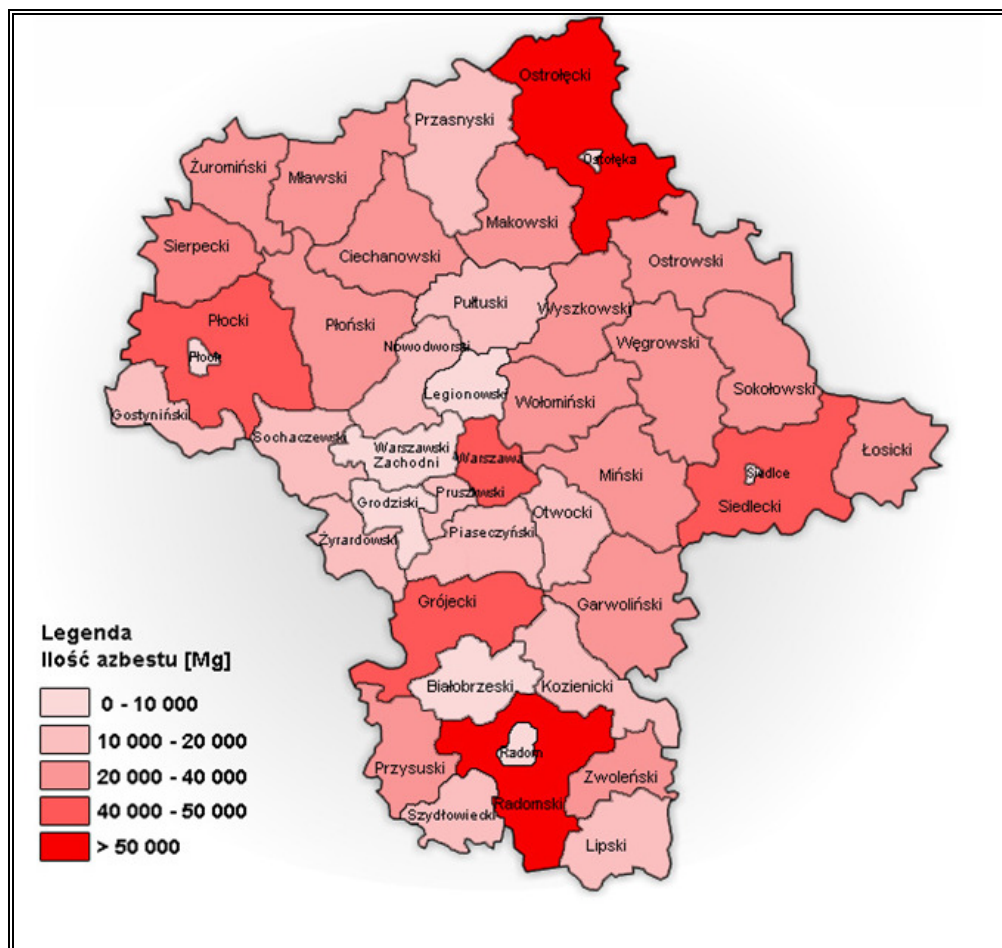 Ostrołęcki
Przasnyski
Ostołęka
Żuromiński
Mławski
Makowski
Sierpecki
Ciechanowski
Ostrowski
Pułtuski
Wyszkowski
Płocki
Płoński
Nowodworski
Węgrowski
Płock
Legionowski
Sokołowski
Gostyniński
Wołomiński
Sochaczewski
Warszawski
Zachodni
Warszawa
Łosicki
Siedlce
Miński
Siedlecki
Pruszkowski
Grodziski
Otwocki
Piaseczyński
Żyrardowski
Grójecki
Garwoliński
Białobrzeski
Kozienicki
Radom
Przysuski
Zwoleński
Radomski
Szydłowiecki
Lipski
Legenda
Ilość azbestu [Mg]
0 - 10 000
10 000 - 20 000
20 000 - 40 000
40 000 - 50 000
> 50 000